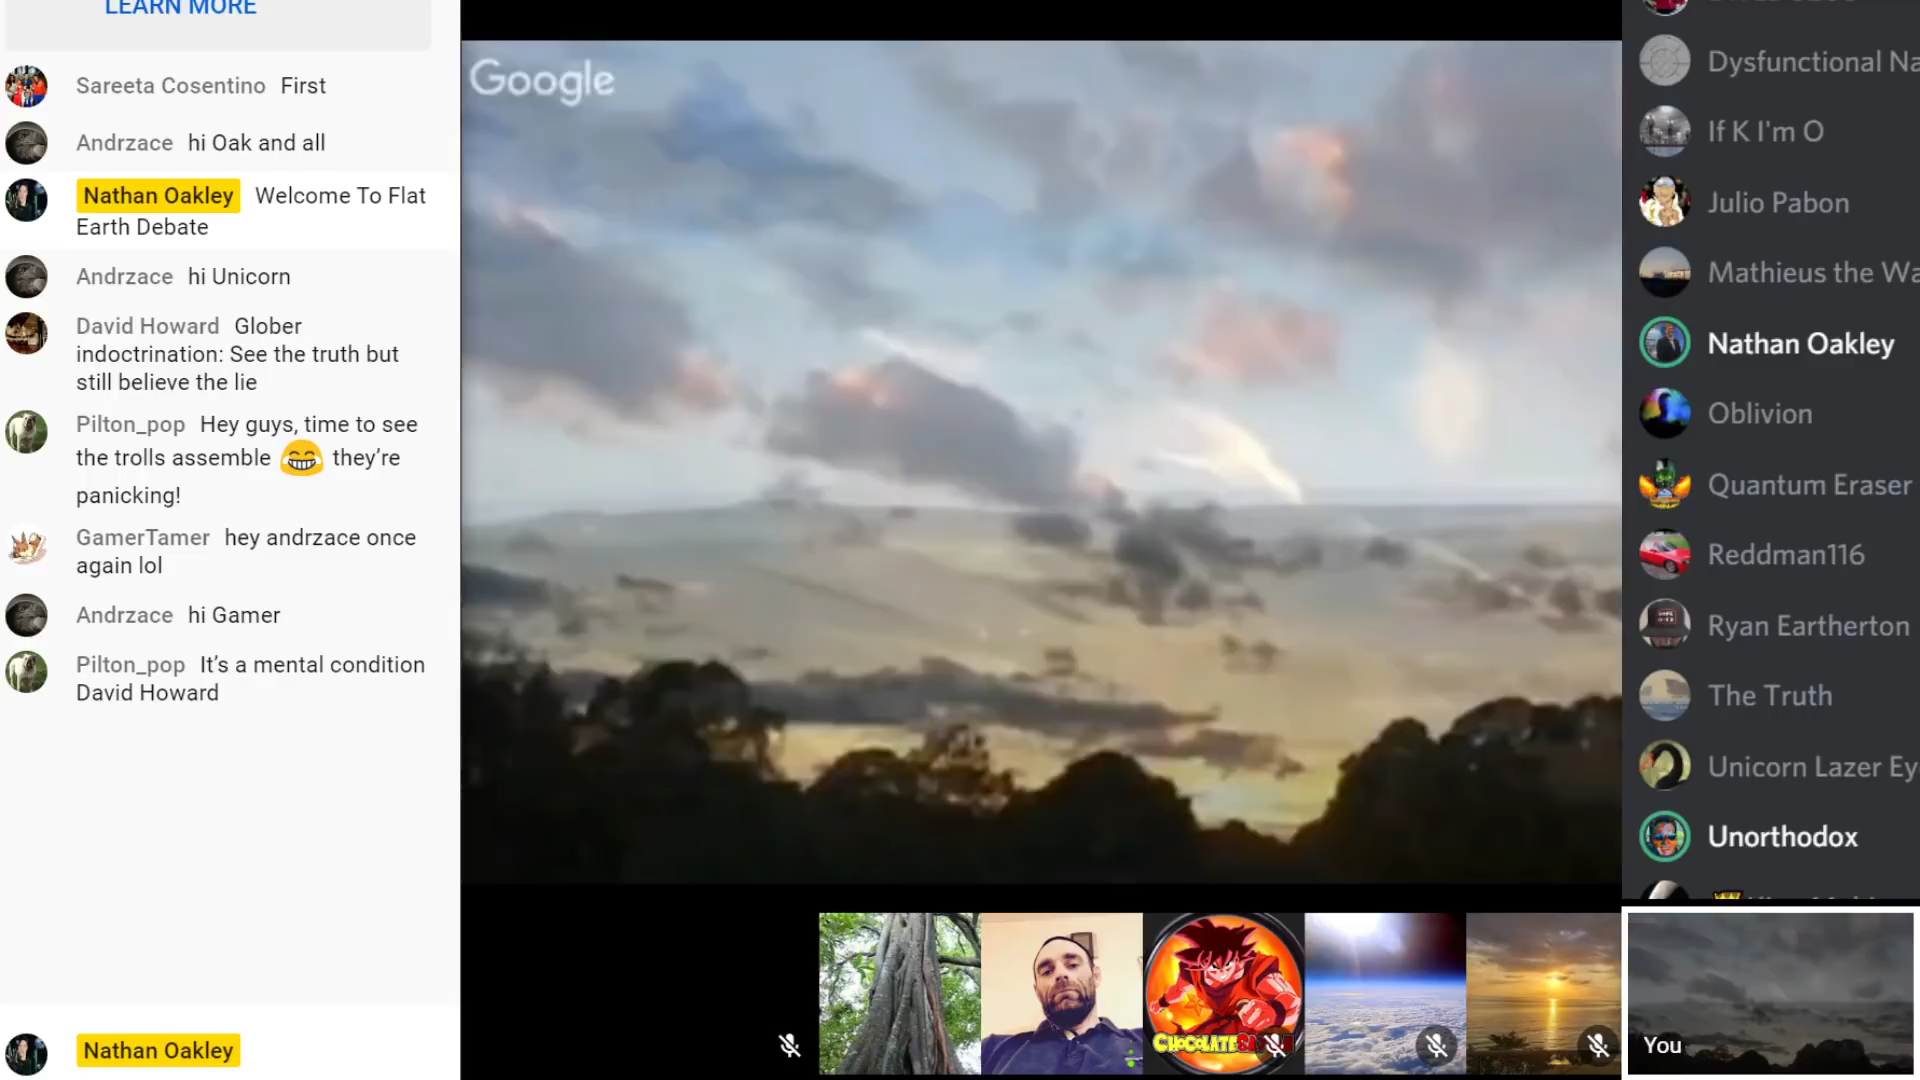 LEARN MORE
Sareeta Cosentino First
Andrzace hi Oak and all
Nathan Oakley Welcome To Flat
Earth Debate
Andrzace hi Unicorn
David Howard Glober
indoctrination: See the truth but
still believe the lie
Pilton_pop Hey guys, time to see
the trolls assemble 😂 they’re
panicking!
GamerTamer hey andrzace once
again lol
Andrzace hi Gamer
Pilton_pop It’s a mental condition
David Howard
Nathan Oakley
Google
Dysfunctional Na
If K I'm O
Julio Pabon
Mathieus the Wa
Nathan Oakley
Oblivion
Quantum Eraser
Reddman116
Ryan Eartherton
The Truth
Unicorn Lazer Ey
Unorthodox
You